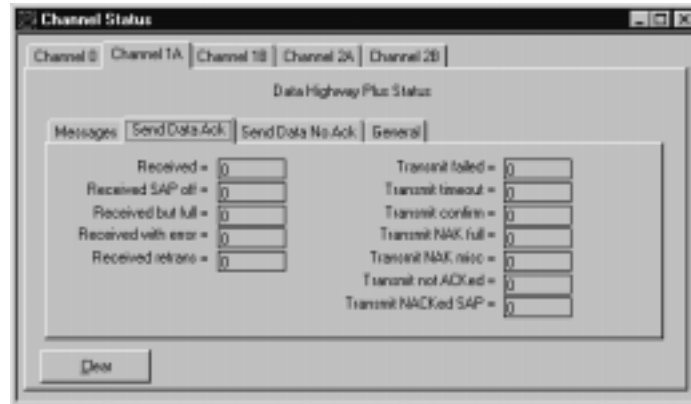 Channel Status
Channel 0 Channel 1A Channel 1B Channel 2A Channel 2B
Data Highway Plus Status
Messages Send Data Ack Send Data No Ack General
Received = 0
Received SAP off = 0
Received but full = 0
Received with error = 0
Received retrans = 0
Transmit failed = 0
Transmit timeout = 0
Transmit confirm = 0
Transmit NAK full = 0
Transmit NAK misc = 0
Transmit not ACKed = 0
Transmit NACKed SAP = 0
Clear